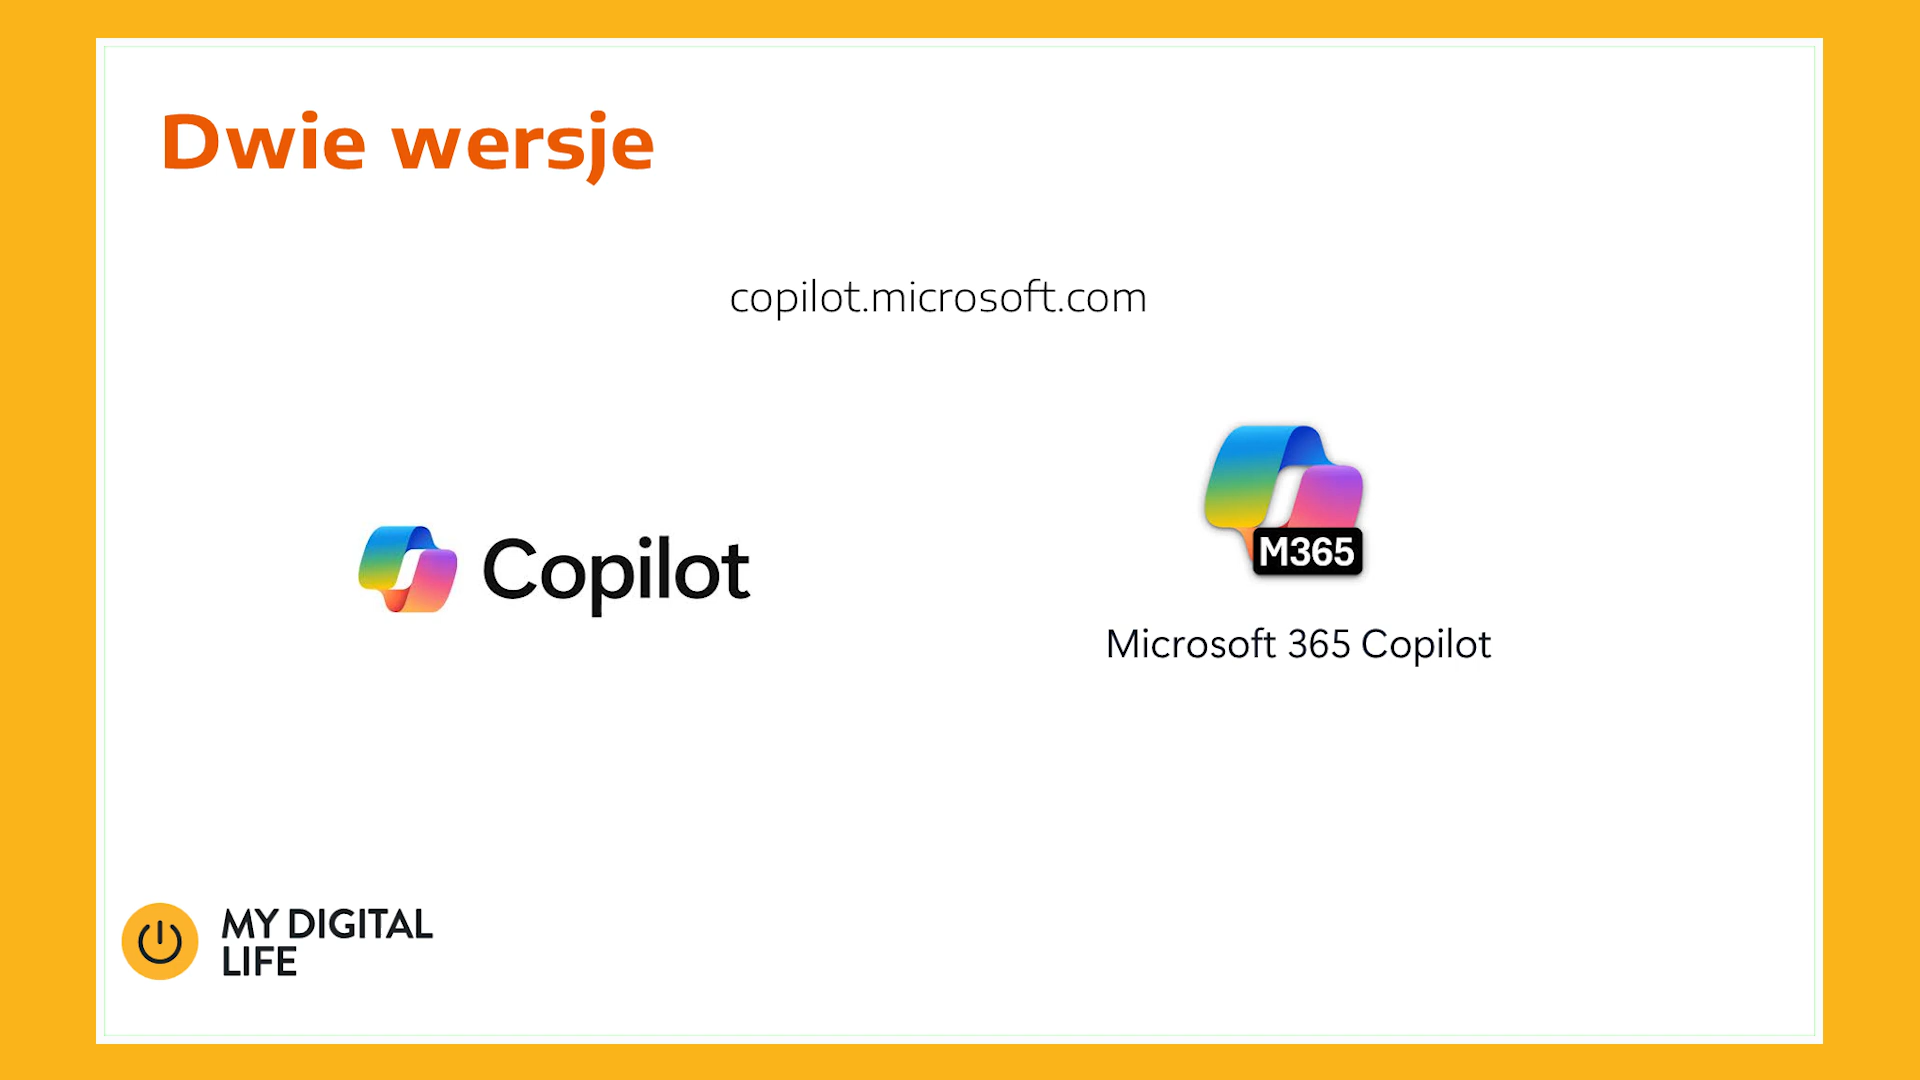 Dwie wersje
copilot.microsoft.com
Copilot
M365
Microsoft 365 Copilot
MY DIGITAL
LIFE